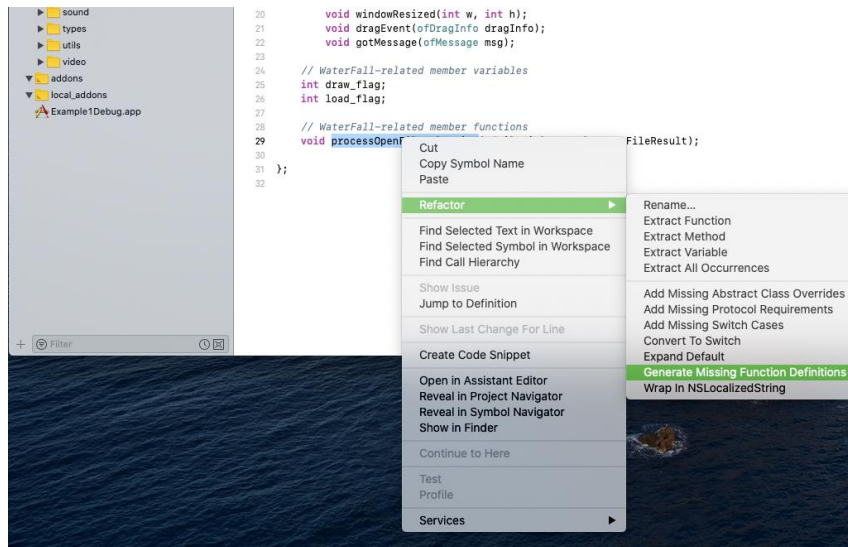 sound
types
utils
video
addons
local_addons
Example1Debug.app
Filter
20 void windowResized(int w, int h);
21 void dragEvent(ofDragInfo dragInfo);
22 void gotMessage(ofMessage msg);
23
24 // WaterFall-related member variables
25 int draw_flag;
26 int load_flag;
27
28 // WaterFall-related member functions
29 void processOpen FileResult);
30
31 };
32
Cut
Copy Symbol Name
Paste
Refactor
Find Selected Text in Workspace
Find Selected Symbol in Workspace
Find Call Hierarchy
Show Issue
Jump to Definition
Show Last Change For Line
Create Code Snippet
Open in Assistant Editor
Reveal in Project Navigator
Reveal in Symbol Navigator
Show in Finder
Continue to Here
Test
Profile
Services
Rename...
Extract Function
Extract Method
Extract Variable
Extract All Occurrences
Add Missing Abstract Class Overrides
Add Missing Protocol Requirements
Add Missing Switch Cases
Convert To Switch
Expand Default
Generate Missing Function Definitions
Wrap In NSLocalizedString